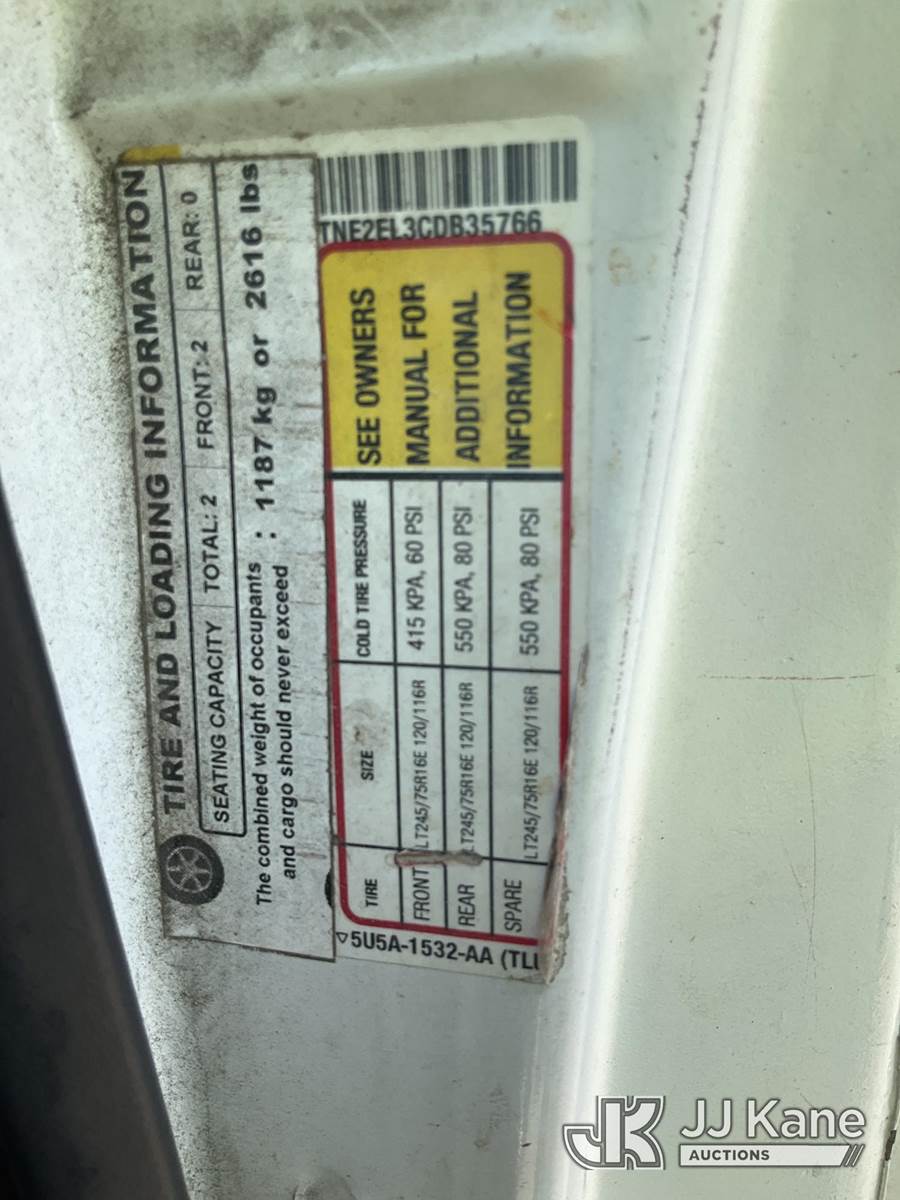 TIRE AND LOADING INFORMATION
SEATING CAPACITY TOTAL: 2 FRONT: 2 REAR: 0
The combined weight of occupants
and cargo should never exceed : 1187 kg or 2616 lbs
TIRE SIZE COLD TIRE PRESSURE
FRONT LT245/75R16E 120/116R 415 KPA, 60 PSI
REAR LT245/75R16E 120/116R 550 KPA, 80 PSI
SPARE LT245/75R16E 120/116R 550 KPA, 80 PSI
SEE OWNERS
MANUAL FOR
ADDITIONAL
INFORMATION
5U5A-1532-AA
TNE2EL3CDB35766
JK JJ Kane
AUCTIONS